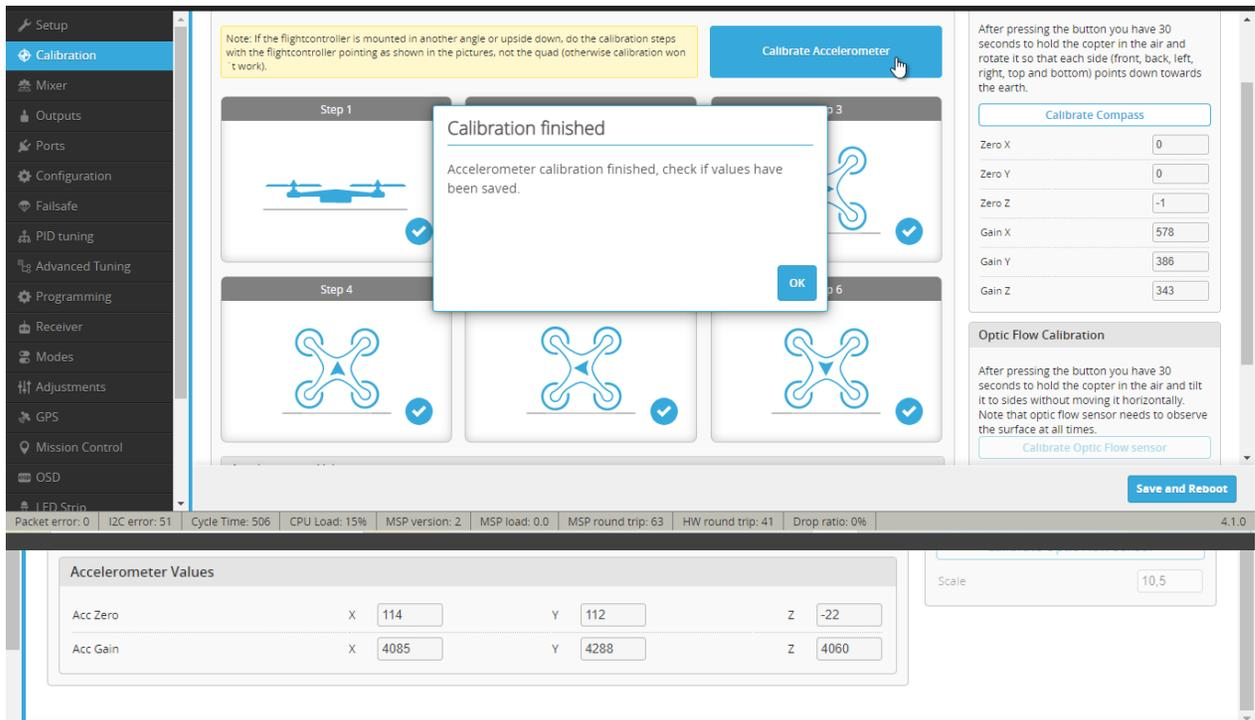 Setup
Calibration
Mixer
Outputs
Ports
Configuration
Failsafe
PID tuning
Advanced Tuning
Programming
Receiver
Modes
Adjustments
GPS
Mission Control
OSD
LED Strip
Note: If the flightcontroller is mounted in another angle or upside down, do the calibration steps
with the flightcontroller pointing as shown in the pictures, not the quad (otherwise calibration won
`t work).
Calibrate Accelerometer
Step 1
p 3
Calibration finished
Accelerometer calibration finished, check if values have
been saved.
OK
Step 4
p 6
After pressing the button you have 30
seconds to hold the copter in the air and
rotate it so that each side (front, back, left,
right, top and bottom) points down towards
the earth.
Calibrate Compass
Zero X 0
Zero Y 0
Zero Z -1
Gain X 578
Gain Y 386
Gain Z 343
Optic Flow Calibration
After pressing the button you have 30
seconds to hold the copter in the air and tilt
it to sides without moving it horizontally.
Note that optic flow sensor needs to observe
the surface at all times.
Calibrate Optic Flow sensor
Save and Reboot
Packet error: 0 I2C error: 51 Cycle Time: 506 CPU Load: 15% MSP version: 2 MSP load: 0.0 MSP round trip: 63 HW round trip: 41 Drop ratio: 0% 4.1.0
Accelerometer Values
Acc Zero X 114 Y 112 Z -22
Acc Gain X 4085 Y 4288 Z 4060
Scale 10,5